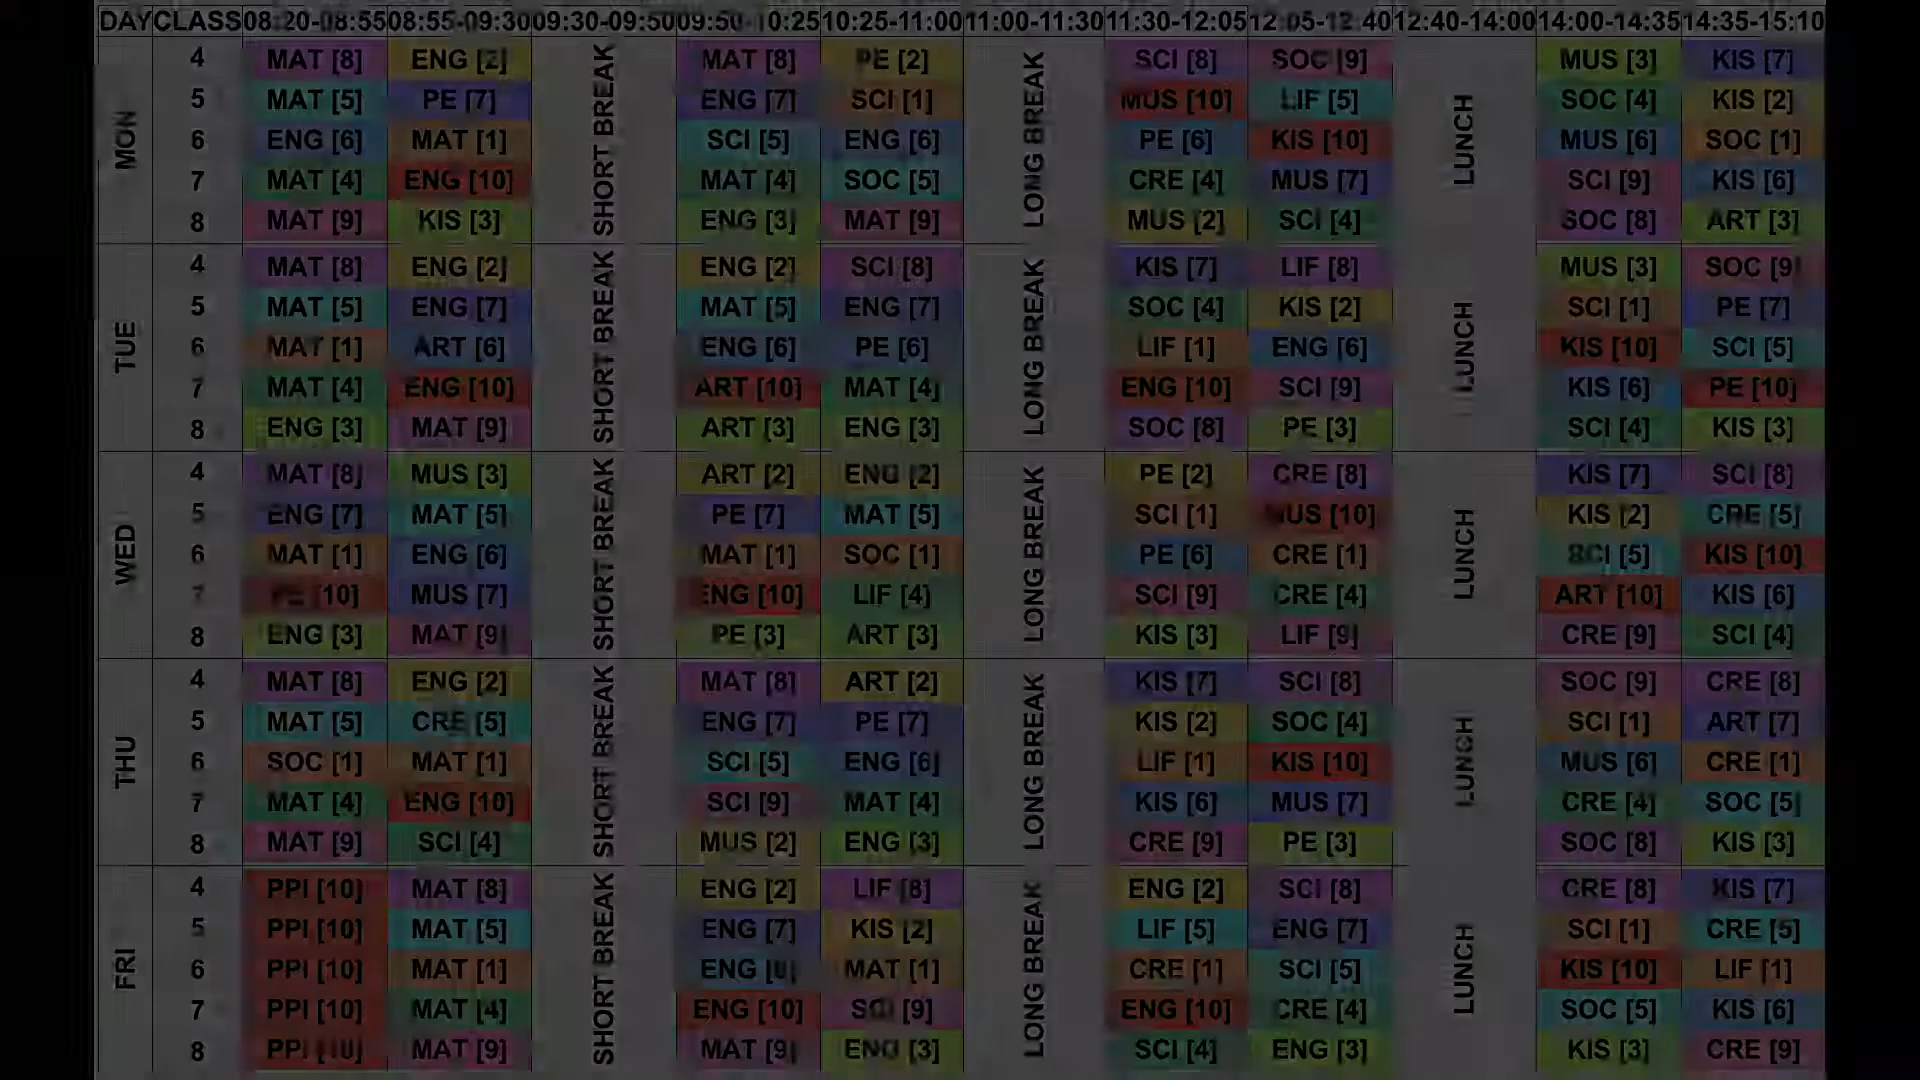 DAY CLASS 08:20-08:55 08:55-09:30 09:30-09:50 09:50-10:25 10:25-11:00 11:00-11:30 11:30-12:05 12:05-12:40 12:40-14:00 14:00-14:35 14:35-15:10
MON SHORT BREAK LONG BREAK LUNCH
4 MAT [8] ENG [2] MAT [8] PE [2] SCI [8] SOC [9] MUS [3] KIS [7]
5 MAT [5] PE [7] ENG [7] SCI [1] MUS [10] LIF [5] SOC [4] KIS [2]
6 ENG [6] MAT [1] SCI [5] ENG [6] PE [6] KIS [10] MUS [6] SOC [1]
7 MAT [4] ENG [10] MAT [4] SOC [5] CRE [4] MUS [7] SCI [9] KIS [6]
8 MAT [9] KIS [3] ENG [3] MAT [9] MUS [2] SCI [4] SOC [8] ART [3]
TUE SHORT BREAK LONG BREAK LUNCH
4 MAT [8] ENG [2] ENG [2] SCI [8] KIS [7] LIF [8] MUS [3] SOC [9]
5 MAT [5] ENG [7] MAT [5] ENG [7] SOC [4] KIS [2] SCI [1] PE [7]
6 MAT [1] ART [6] ENG [6] PE [6] LIF [1] ENG [6] KIS [10] SCI [5]
7 MAT [4] ENG [10] ART [10] MAT [4] ENG [10] SCI [9] KIS [6] PE [10]
8 ENG [3] MAT [9] ART [3] ENG [3] SOC [8] PE [3] SCI [4] KIS [3]
WED SHORT BREAK LONG BREAK LUNCH
4 MAT [8] MUS [3] ART [2] ENG [2] PE [2] CRE [8] KIS [7] SCI [8]
5 ENG [7] MAT [5] PE [7] MAT [5] SCI [1] MUS [10] KIS [2] CRE [5]
6 MAT [1] ENG [6] MAT [1] SOC [1] PE [6] CRE [1] SCI [5] KIS [10]
7 PE [10] MUS [7] ENG [10] LIF [4] SCI [9] CRE [4] ART [10] KIS [6]
8 ENG [3] MAT [9] PE [3] ART [3] KIS [3] LIF [9] CRE [9] SCI [4]
THU SHORT BREAK LONG BREAK LUNCH
4 MAT [8] ENG [2] MAT [8] ART [2] KIS [7] SCI [8] SOC [9] CRE [8]
5 MAT [5] CRE [5] ENG [7] PE [7] KIS [2] SOC [4] SCI [1] ART [7]
6 SOC [1] MAT [1] SCI [5] ENG [6] LIF [1] KIS [10] MUS [6] CRE [1]
7 MAT [4] ENG [10] SCI [9] MAT [4] KIS [6] MUS [7] CRE [4] SOC [5]
8 MAT [9] SCI [4] MUS [2] ENG [3] CRE [9] PE [3] SOC [8] KIS [3]
FRI SHORT BREAK LONG BREAK LUNCH
4 PPI [10] MAT [8] ENG [2] LIF [8] ENG [2] SCI [8] CRE [8] KIS [7]
5 PPI [10] MAT [5] ENG [7] KIS [2] LIF [5] ENG [7] SCI [1] CRE [5]
6 PPI [10] MAT [1] ENG [6] MAT [1] CRE [1] SCI [5] KIS [10] LIF [1]
7 PPI [10] MAT [4] ENG [10] SCI [9] ENG [10] CRE [4] SOC [5] KIS [6]
8 PPI [10] MAT [9] MAT [9] ENG [3] SCI [4] ENG [3] KIS [3] CRE [9]